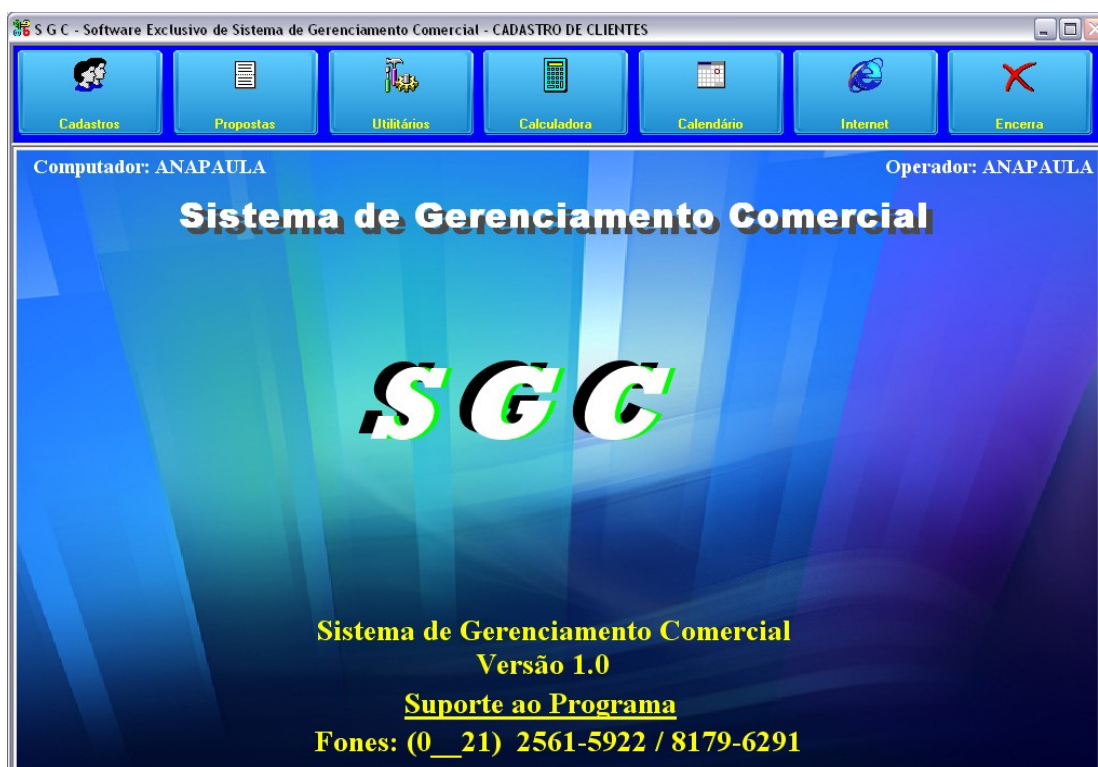 S G C - Software Exclusivo de Sistema de Gerenciamento Comercial - CADASTRO DE CLIENTES
Cadastros Propostas Utilitários Calculadora Calendário Internet Encerra
Computador: ANAPAULA Operador: ANAPAULA
Sistema de Gerenciamento Comercial
SGC
Sistema de Gerenciamento Comercial
Versão 1.0
Suporte ao Programa
Fones: (0__21) 2561-5922 / 8179-6291